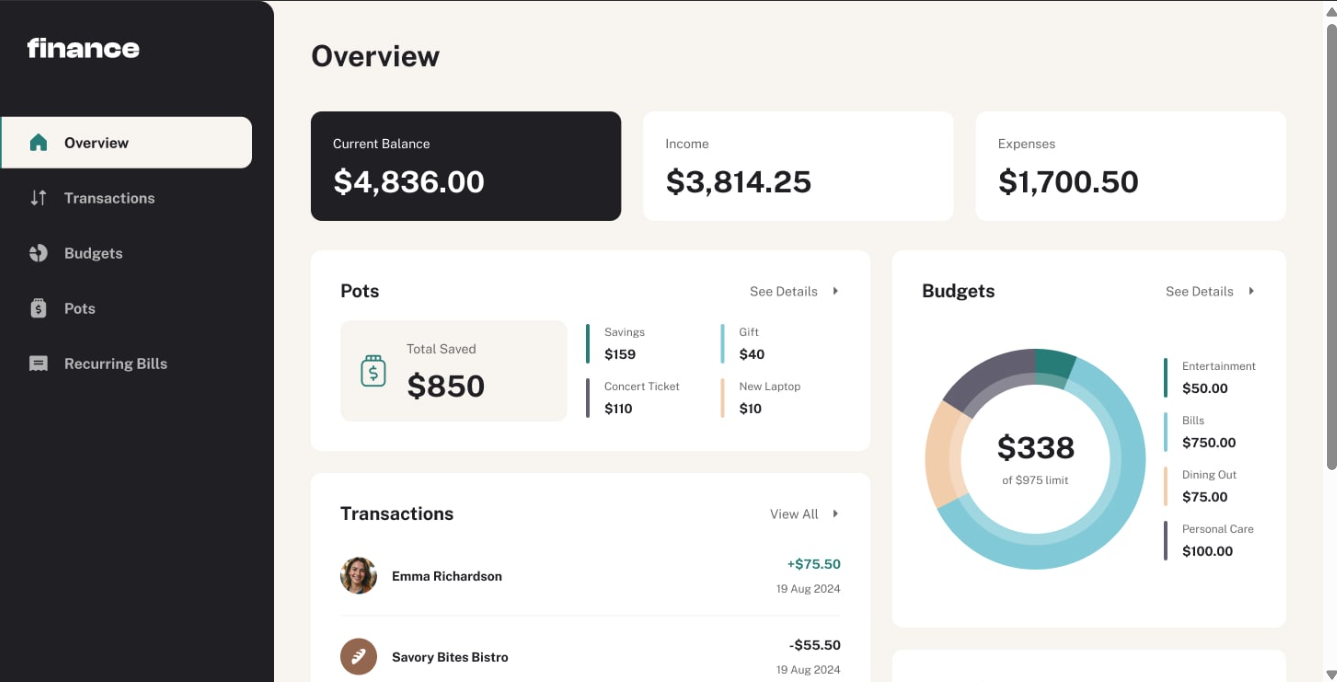 finance
Overview
Transactions
Budgets
Pots
Recurring Bills
Overview
Current Balance
$4,836.00
Income
$3,814.25
Expenses
$1,700.50
Pots
See Details
Total Saved
$850
Savings
$159
Gift
$40
Concert Ticket
$110
New Laptop
$10
Transactions
View All
Emma Richardson
+$75.50
19 Aug 2024
Savory Bites Bistro
-$55.50
19 Aug 2024
Budgets
See Details
$338
of $975 limit
Entertainment
$50.00
Bills
$750.00
Dining Out
$75.00
Personal Care
$100.00